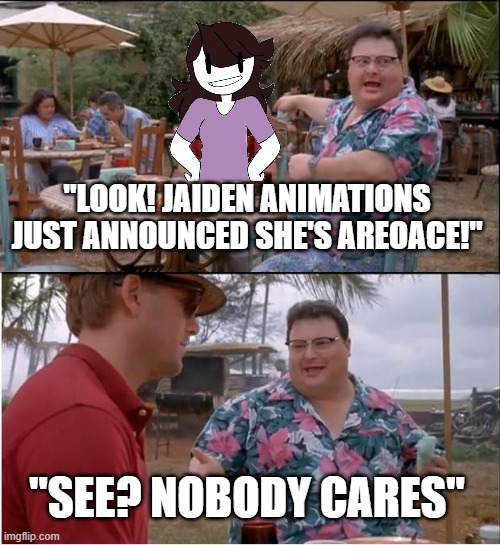 "LOOK! JAIDEN ANIMATIONS
JUST ANNOUNCED SHE'S AREOACE!"
"SEE? NOBODY CARES"
imgflip.com